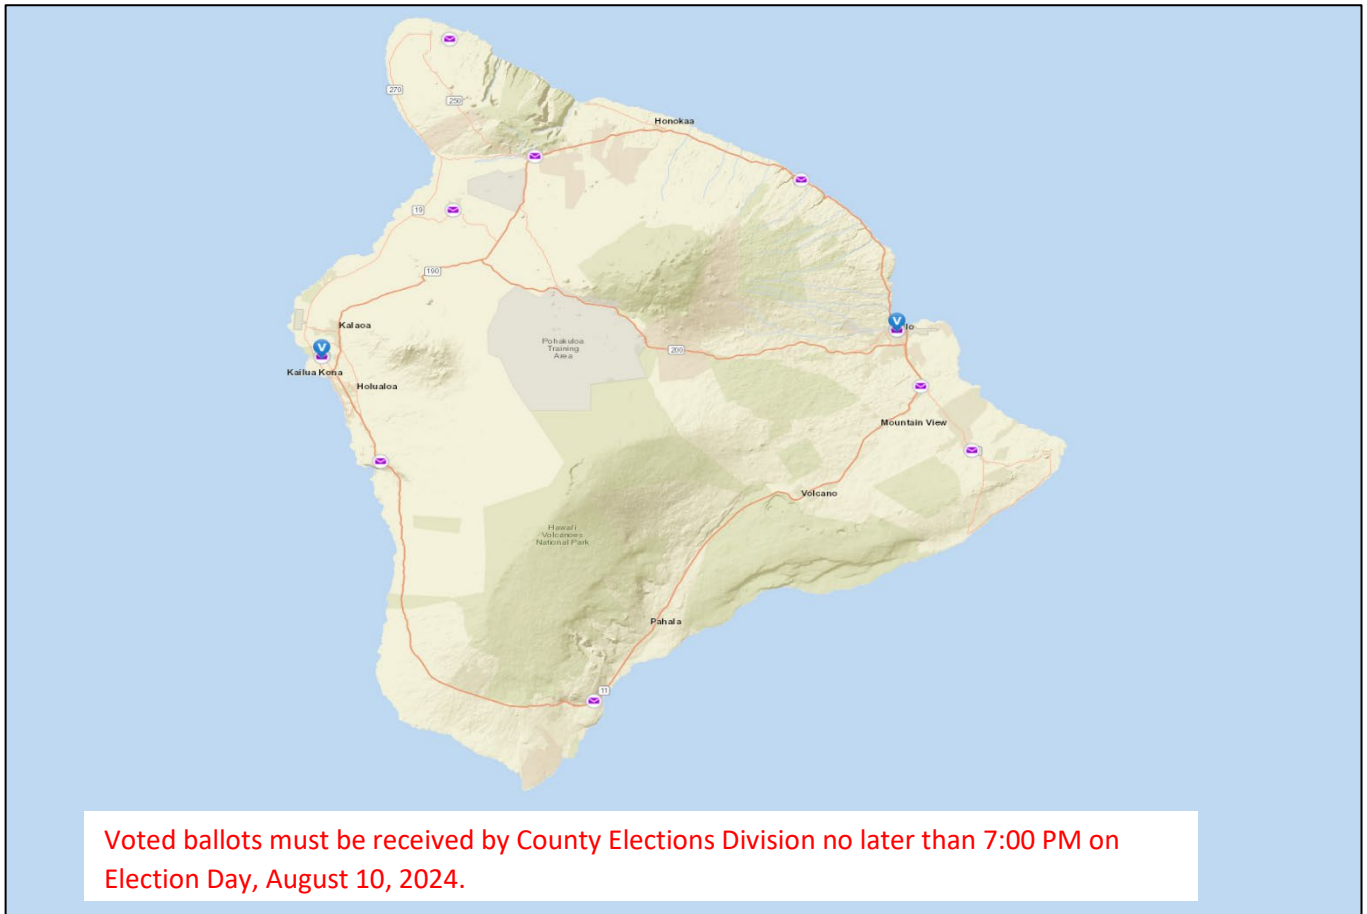 270
250
Honokaa
19
190
Kalaoa
V
V
lo
Pohakuloa
Training
Area
200
Kailua Kona
Holualoa
Mountain View
Volcano
Hawai'i
Volcanoes
National Park
Pahala
11
Voted ballots must be received by County Elections Division no later than 7:00 PM on
Election Day, August 10, 2024.